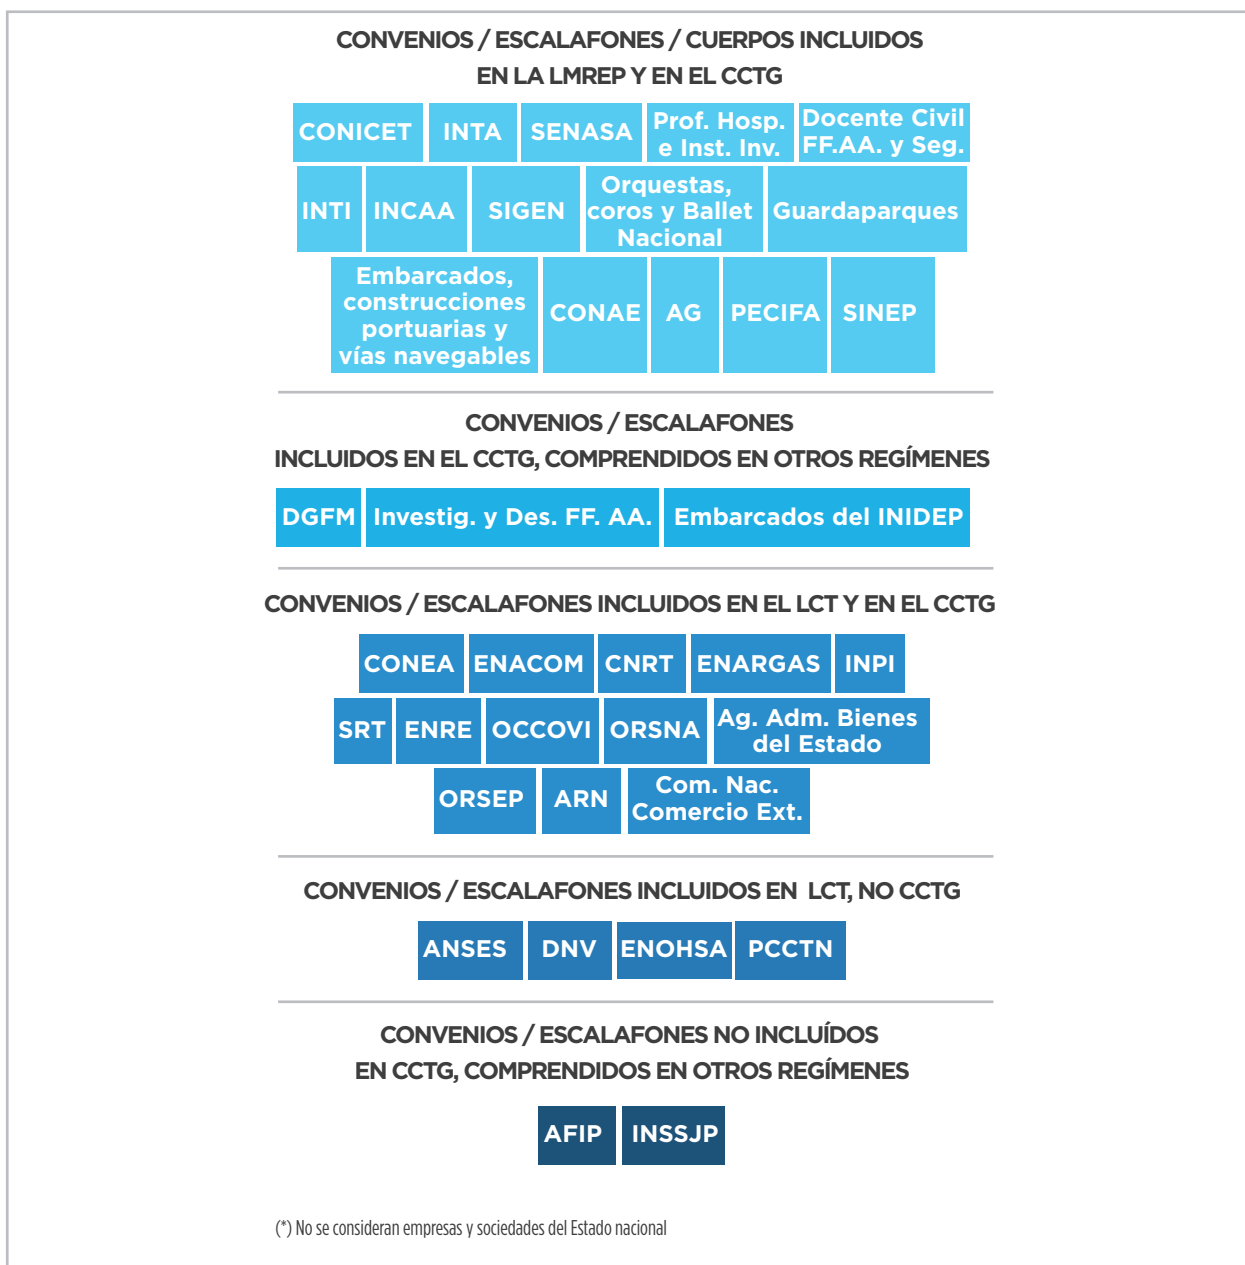 CONVENIOS / ESCALAFONES / CUERPOS INCLUIDOS
EN LA LMREP Y EN EL CCTG
CONICET
INTA
SENASA
Prof. Hosp.
e Inst. Inv.
Docente Civil
FF.AA. y Seg.
INTI
INCAA
SIGEN
Orquestas,
coros y Ballet
Nacional
Guardaparques
Embarcados,
construcciones
portuarias y
vías navegables
CONAE
AG
PECIFA
SINEP
CONVENIOS / ESCALAFONES
INCLUIDOS EN EL CCTG, COMPRENDIDOS EN OTROS REGÍMENES
DGFM
Investig. y Des. FF. AA.
Embarcados del INIDEP
CONVENIOS / ESCALAFONES INCLUIDOS EN EL LCT Y EN EL CCTG
CONEA
ENACOM
CNRT
ENARGAS
INPI
SRT
ENRE
OCCOVI
ORSNA
Ag. Adm. Bienes
del Estado
ORSEP
ARN
Com. Nac.
Comercio Ext.
CONVENIOS / ESCALAFONES INCLUIDOS EN LCT, NO CCTG
ANSES
DNV
ENOHSA
PCCTN
CONVENIOS / ESCALAFONES NO INCLUÍDOS
EN CCTG, COMPRENDIDOS EN OTROS REGÍMENES
AFIP
INSSJP
(*) No se consideran empresas y sociedades del Estado nacional